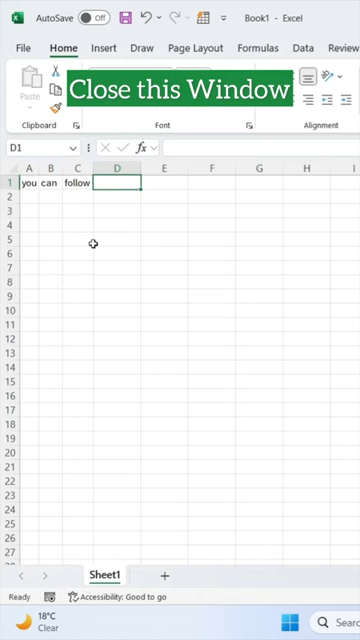 AutoSave Off Book1 - Excel
File Home Insert Draw Page Layout Formulas Data Review
Close this Window
Paste
Clipboard Font Alignment
D1 fx
A B C D E F G H I
1 you can follow
2
3
4
5
6
7
8
9
10
11
12
13
14
15
16
17
18
19
20
21
22
23
24
25
26
27
28
Sheet1
Ready Accessibility: Good to go
18°C
Clear
Searc